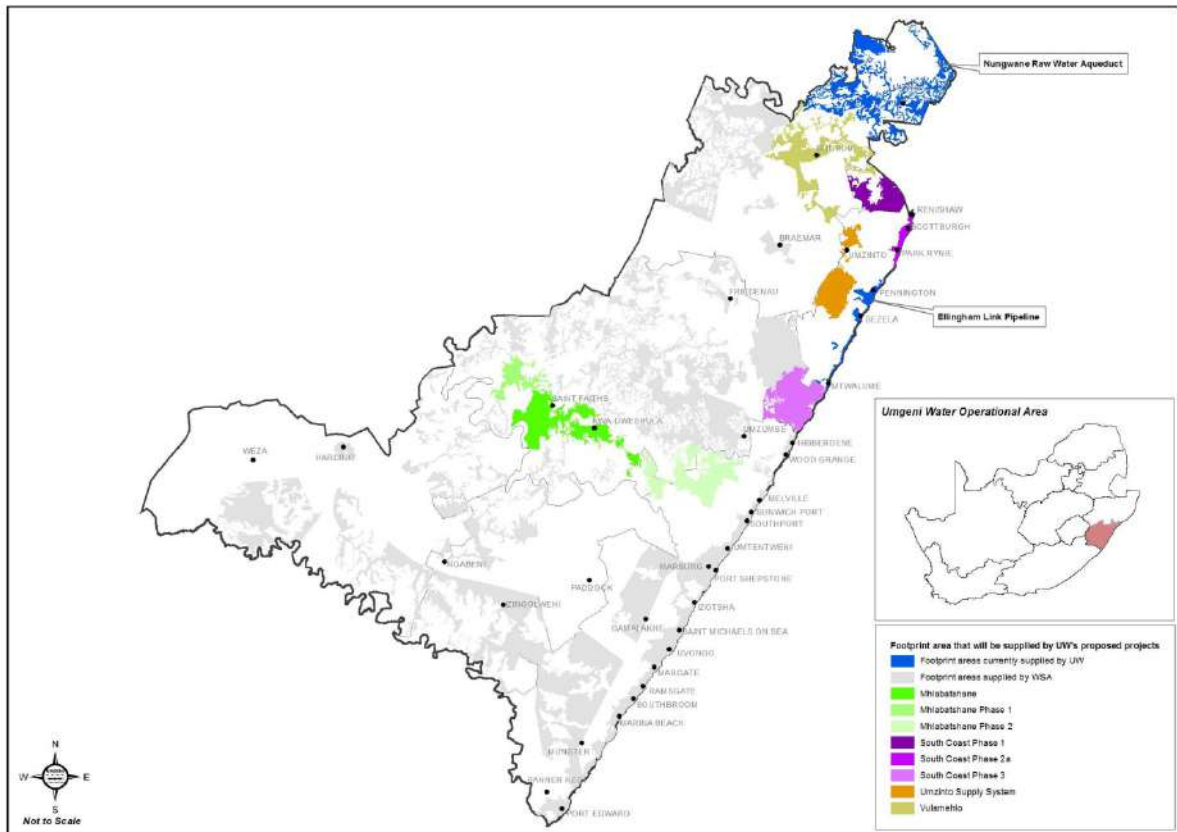 Nungwane Raw Water Aqueduct
RENISHAW
SCOTTBURGH
BRAEMAR
UMZINTO
PARK RYNIE
PENNINGTON
FRIEDENAU
Ellingham Link Pipeline
MTWALUME
SAINT FAITHS
UMZUMBE
HIBBERDENE
WOOD GRANGE
WEZA
HARDING
MELVILLE
SOUTHPORT
UMTENTWENI
MARBURG
PORT SHEPSTONE
PADDOCK
IZOTSHA
IZINGOLWENI
GAMALAKHE
SAINT MICHAELS ON SEA
UVONGO
MARGATE
RAMSGATE
SOUTHBROOM
MARINA BEACH
MUNSTER
PORT EDWARD
Umgeni Water Operational Area
Footprint area that will be supplied by UW's proposed projects
Footprint areas currently supplied by UW
Footprint areas supplied by WSA
Mhlabatshane
Mhlabatshane Phase 1
Mhlabatshane Phase 2
South Coast Phase 1
South Coast Phase 2a
South Coast Phase 3
Umzinto Supply System
Vulamehlo
N
W E
S
Not to Scale